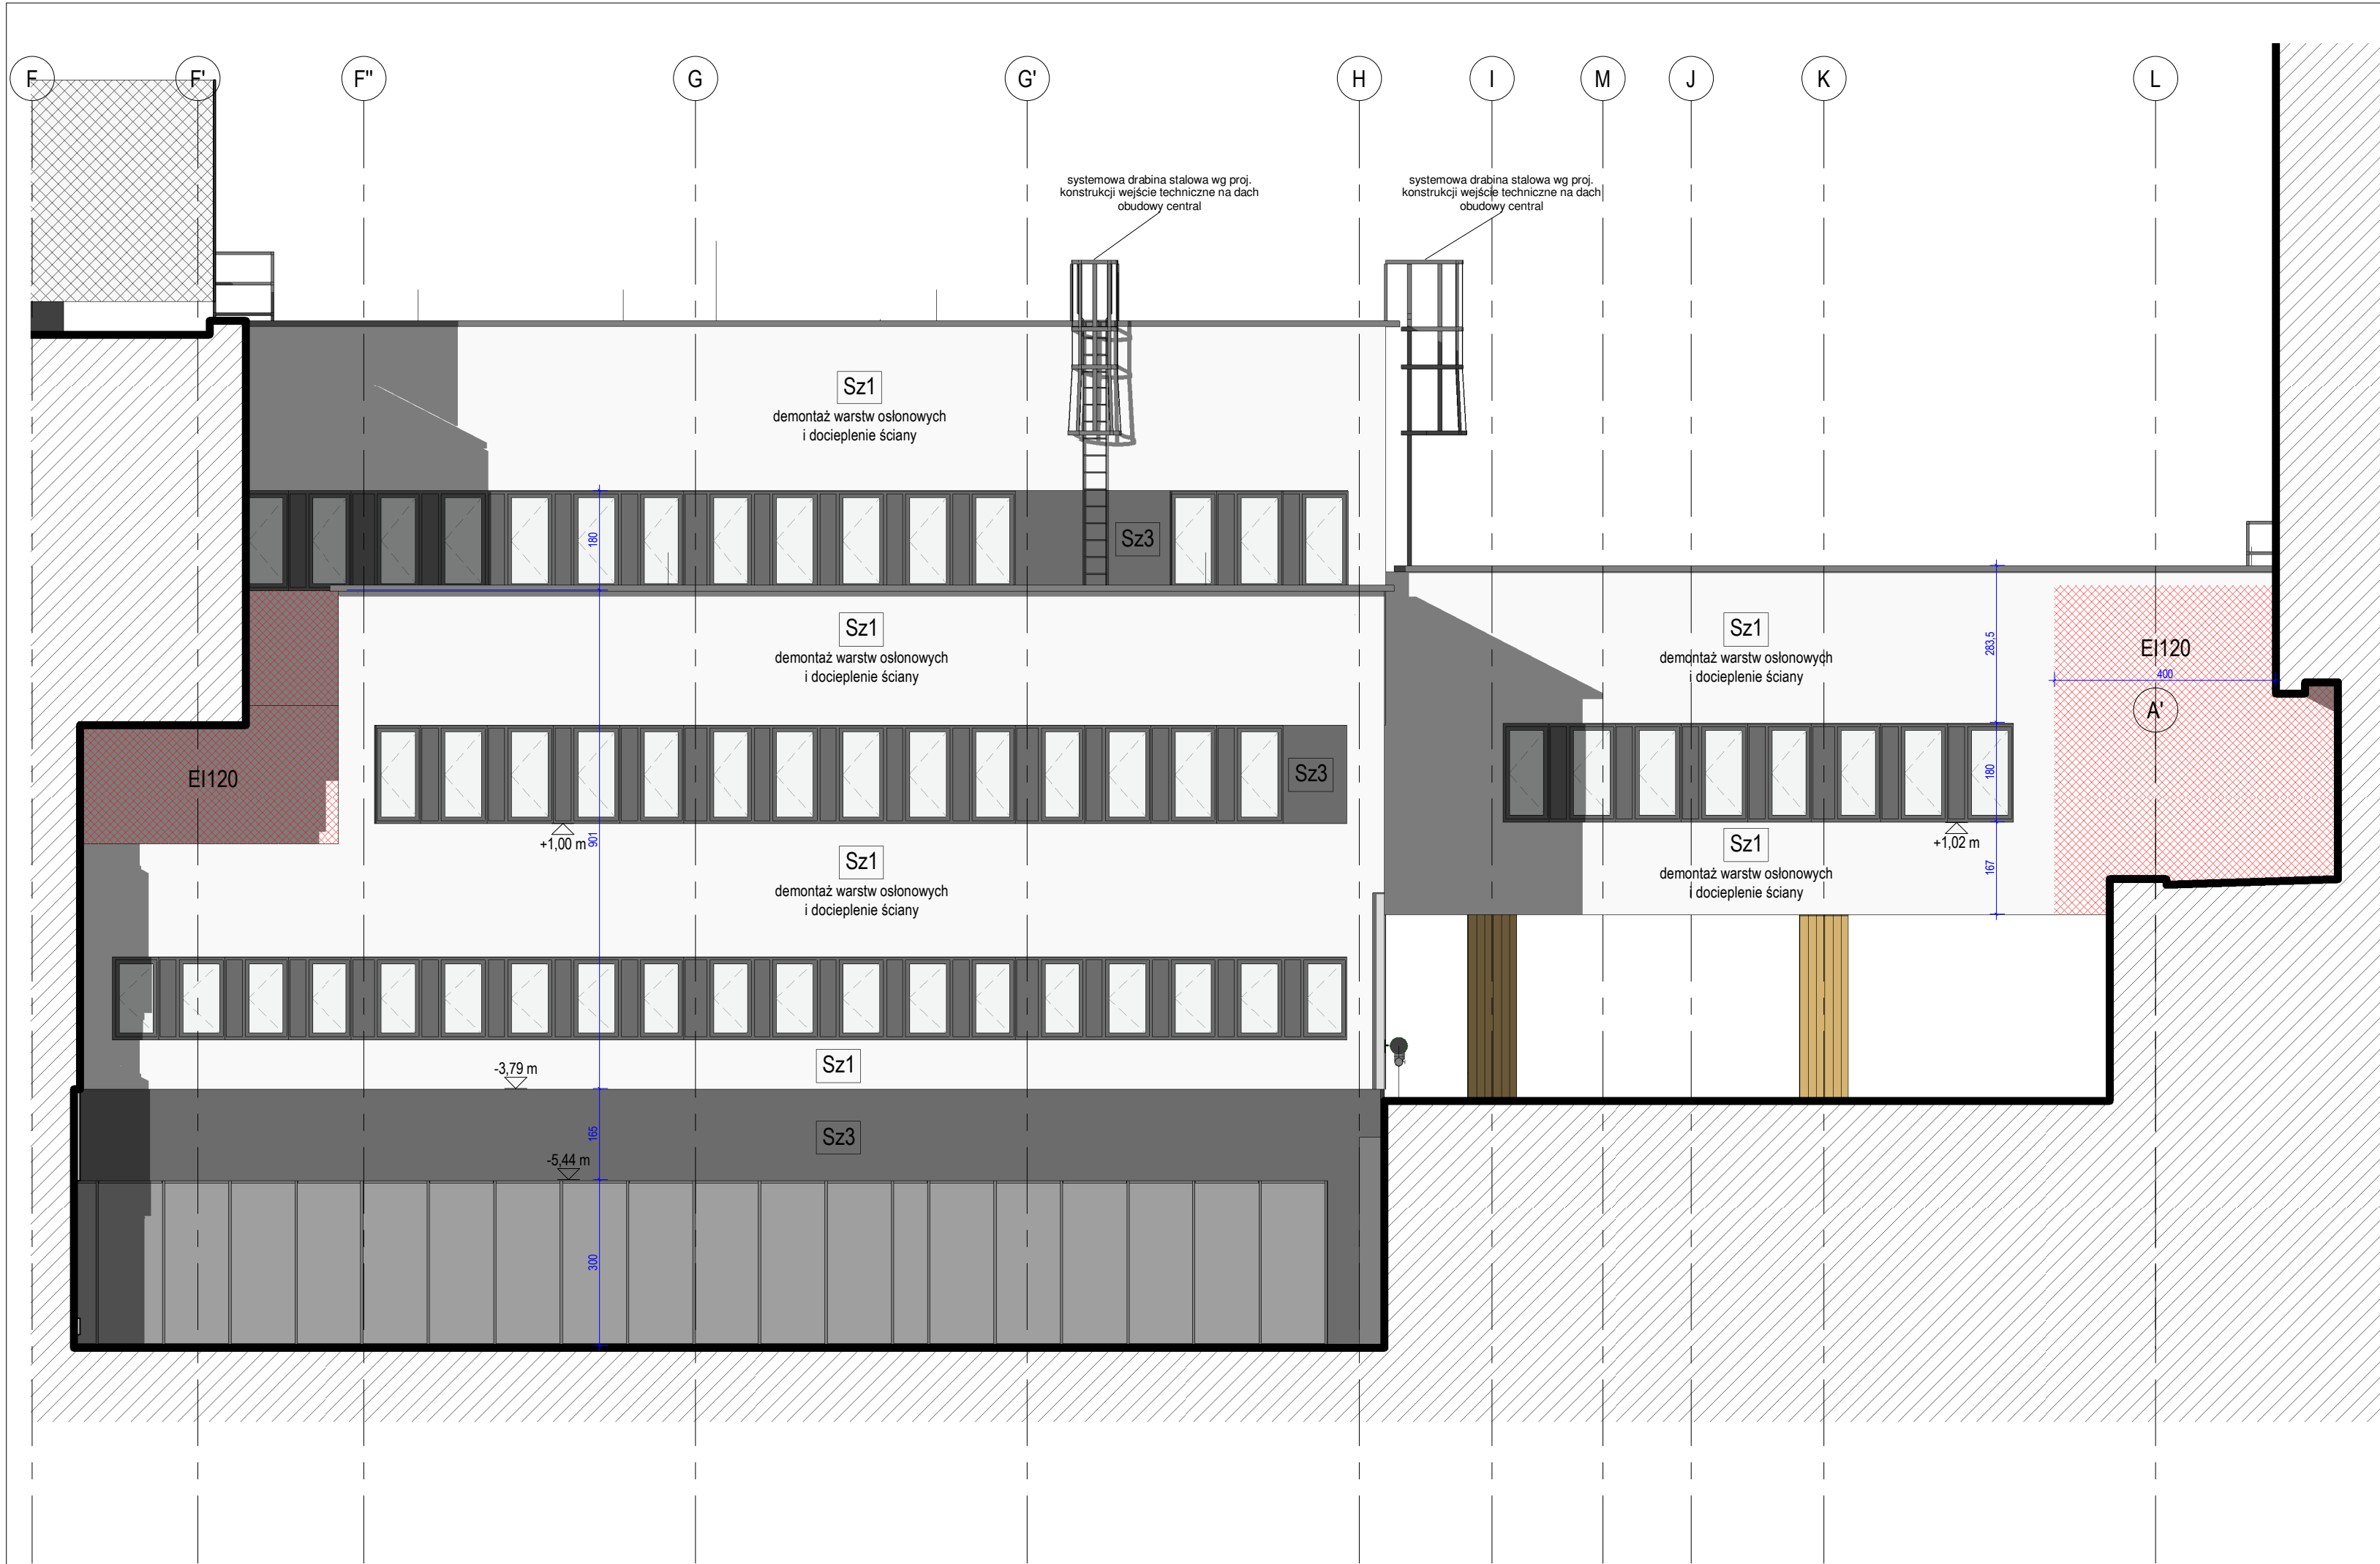 F
F'
F''
G
G'
H
I
M
J
K
L
systemowa drabina stalowa wg proj.
konstrukcji wejście techniczne na dach
obudowy central
systemowa drabina stalowa wg proj.
konstrukcji wejście techniczne na dach
obudowy central
Sz1
demontaż warstw osłonowych
i docieplenie ściany
180
Sz3
Sz1
demontaż warstw osłonowych
i docieplenie ściany
Sz1
demontaż warstw osłonowych
i docieplenie ściany
283,5
EI120
400
A'
EI120
Sz3
180
+1,00 m
901
+1,02 m
Sz1
demontaż warstw osłonowych
i docieplenie ściany
Sz1
demontaż warstw osłonowych
i docieplenie ściany
167
-3,79 m
Sz1
165
Sz3
-5,44 m
300